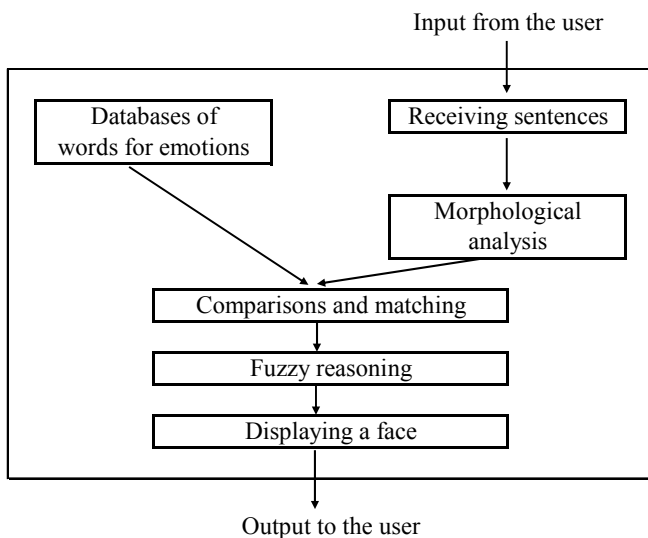 Input from the user
Databases of
words for emotions
Receiving sentences
Morphological
analysis
Comparisons and matching
Fuzzy reasoning
Displaying a face
Output to the user